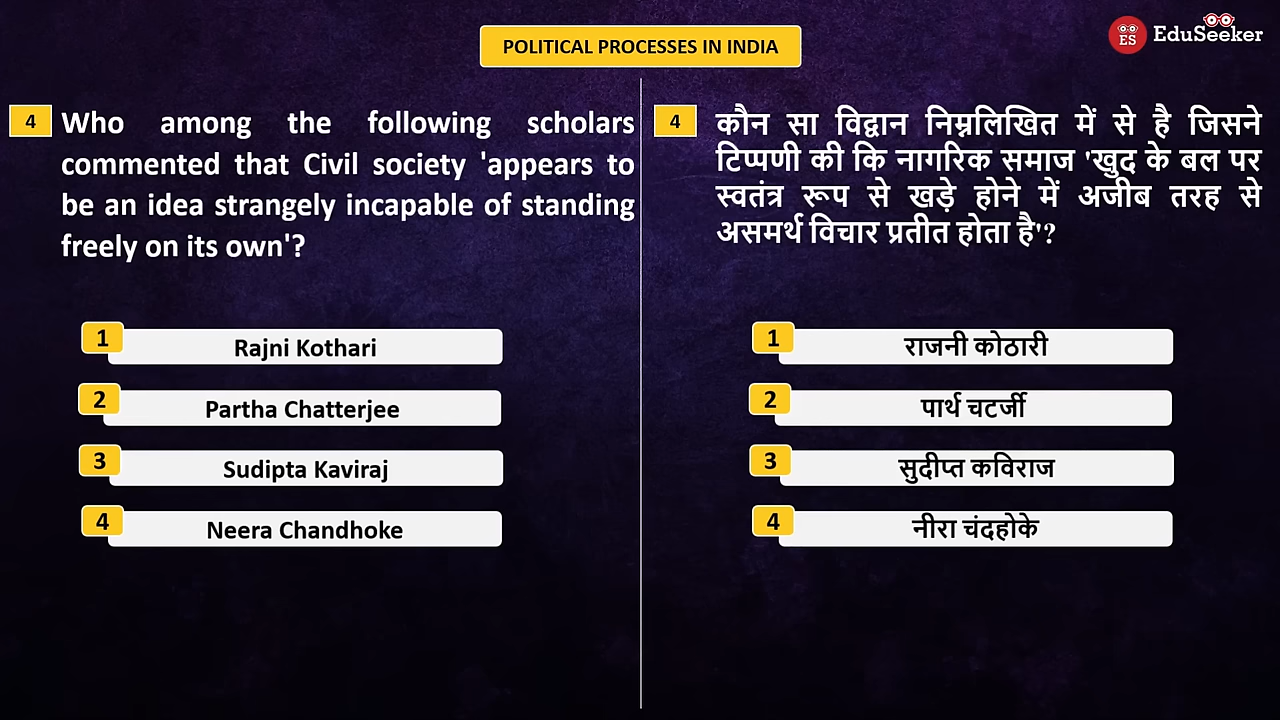 POLITICAL PROCESSES IN INDIA
ES EduSeeker
4
Who among the following scholars
commented that Civil society 'appears to
be an idea strangely incapable of standing
freely on its own'?
1 Rajni Kothari
2 Partha Chatterjee
3 Sudipta Kaviraj
4 Neera Chandhoke
4
कौन सा विद्वान निम्नलिखित में से है जिसने
टिप्पणी की कि नागरिक समाज 'खुद के बल पर
स्वतंत्र रूप से खड़े होने में अजीब तरह से
असमर्थ विचार प्रतीत होता है'?
1 राजनी कोठारी
2 पार्थ चटर्जी
3 सुदीप्त कविराज
4 नीरा चंदहोके